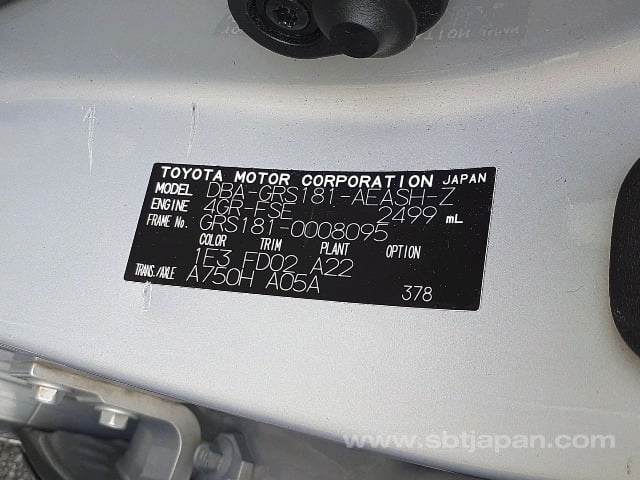 TOYOTA MOTOR CORPORATION JAPAN
MODEL DBA-GRS181-AEASH-Z
ENGINE 4GR-FSE 2499 mL
FRAME No. GRS181-0008095
COLOR TRIM PLANT OPTION
1E3 FD02 A22
TRANS./AXLE A750H A05A
378
www.sbtjapan.com